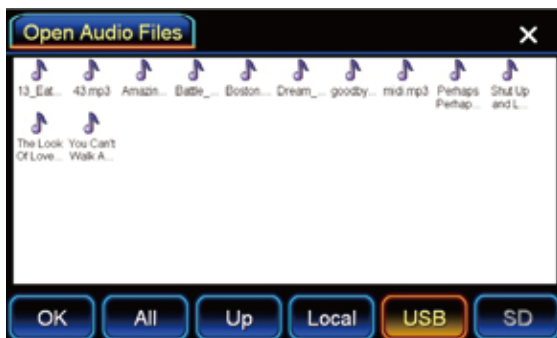 Open Audio Files
13_Eat... 43.mp3 Amazin... Battle_... Boston... Dream_... goodby... midi.mp3 Perhaps Shut Up
Perhap... and L...
The Look You Can't
Of Love... Walk A...
OK All Up Local USB SD